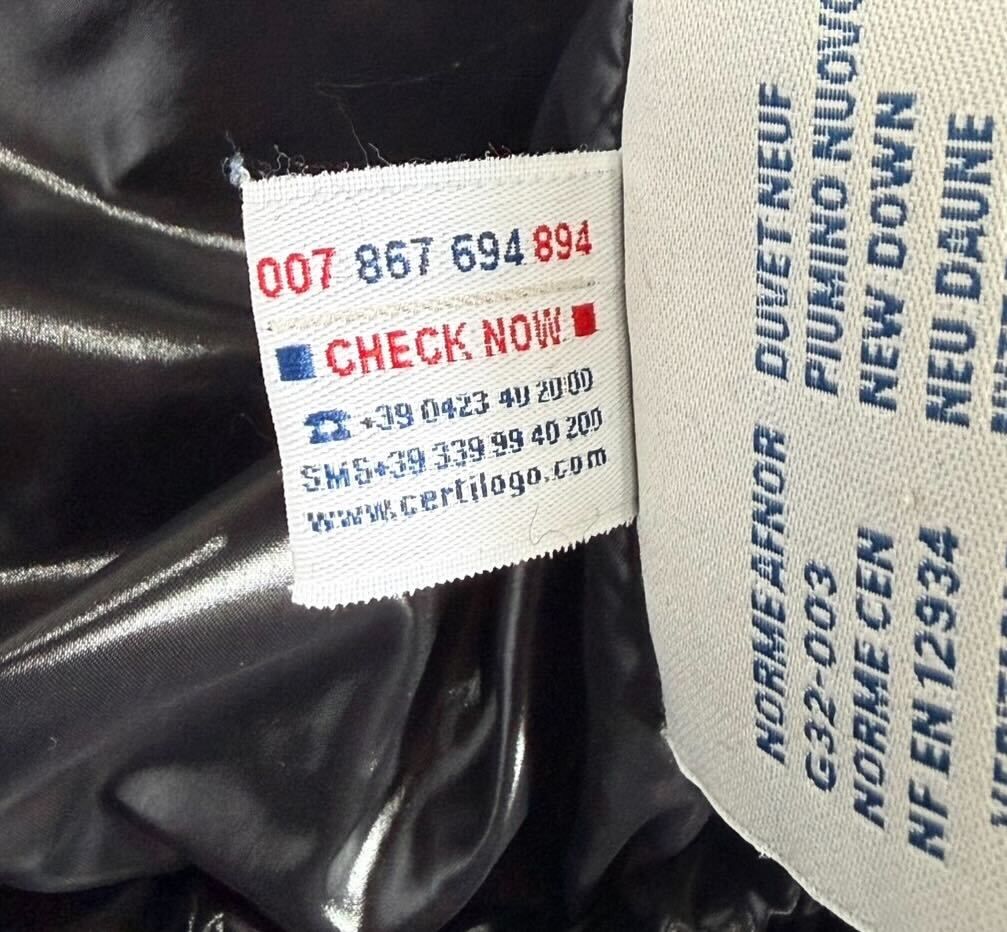 007 867 694 894
CHECK NOW
+39 0423 40 20 00
SMS+39 339 99 40 200
www.certilogo.com
DUVET NEUF
PIUMINO NUOVO
NEW DOWN
NEU DAUNE
NORME AFNOR
G32-003
NORME CEN
NF EN 12934